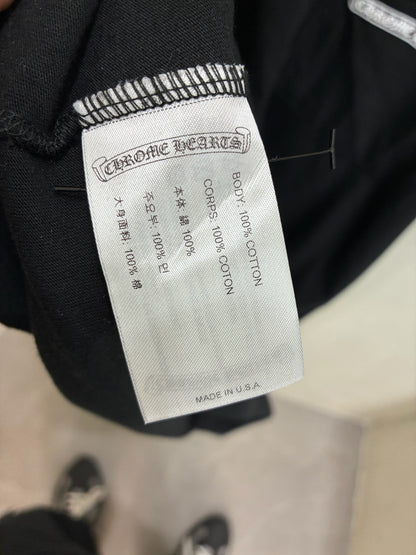 CHROME HEARTS
BODY: 100% COTTON
CORPS: 100% COTON
本体 綿 100%
주요부: 100% 면
大身面料: 100% 棉
MADE IN U.S.A.